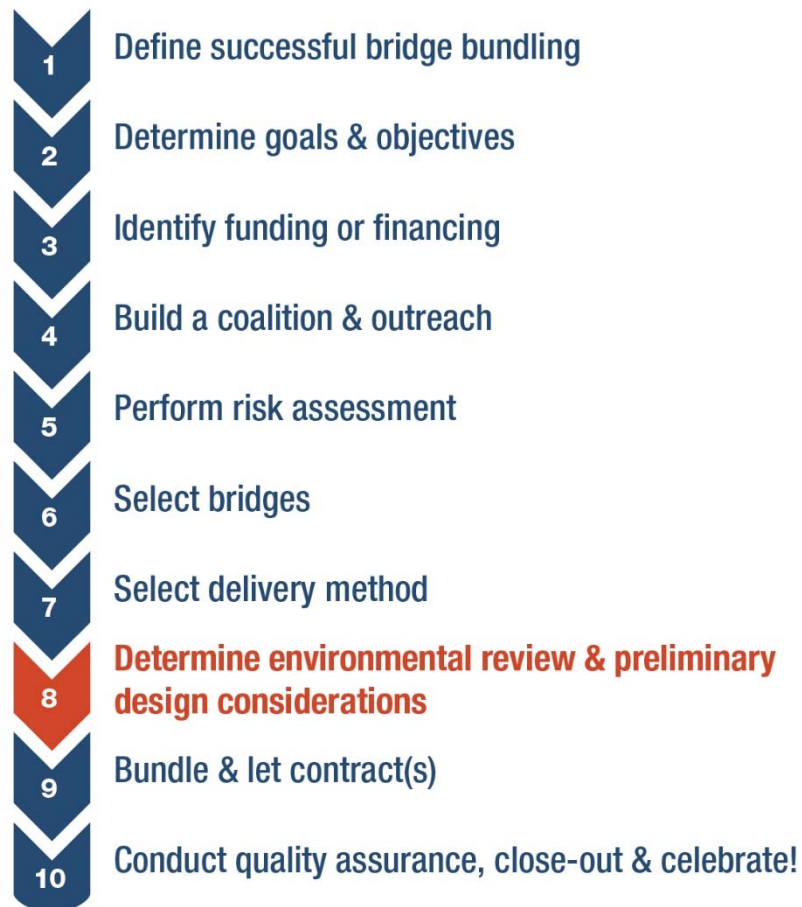 1
Define successful bridge bundling
2
Determine goals & objectives
3
Identify funding or financing
4
Build a coalition & outreach
5
Perform risk assessment
6
Select bridges
7
Select delivery method
8
Determine environmental review & preliminary
design considerations
9
Bundle & let contract(s)
10
Conduct quality assurance, close-out & celebrate!